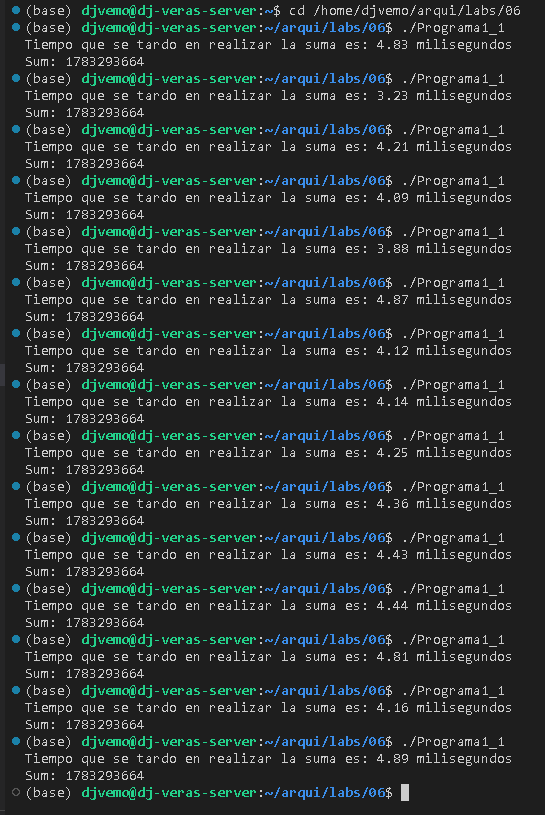 (base) djvemo@dj-veras-server:~$ cd /home/djvemo/arqui/labs/06
(base) djvemo@dj-veras-server:~/arqui/labs/06$ ./Programa1_1
Tiempo que se tardo en realizar la suma es: 4.83 milisegundos
Sum: 1783293664
(base) djvemo@dj-veras-server:~/arqui/labs/06$ ./Programa1_1
Tiempo que se tardo en realizar la suma es: 3.23 milisegundos
Sum: 1783293664
(base) djvemo@dj-veras-server:~/arqui/labs/06$ ./Programa1_1
Tiempo que se tardo en realizar la suma es: 4.21 milisegundos
Sum: 1783293664
(base) djvemo@dj-veras-server:~/arqui/labs/06$ ./Programa1_1
Tiempo que se tardo en realizar la suma es: 4.09 milisegundos
Sum: 1783293664
(base) djvemo@dj-veras-server:~/arqui/labs/06$ ./Programa1_1
Tiempo que se tardo en realizar la suma es: 3.88 milisegundos
Sum: 1783293664
(base) djvemo@dj-veras-server:~/arqui/labs/06$ ./Programa1_1
Tiempo que se tardo en realizar la suma es: 4.87 milisegundos
Sum: 1783293664
(base) djvemo@dj-veras-server:~/arqui/labs/06$ ./Programa1_1
Tiempo que se tardo en realizar la suma es: 4.12 milisegundos
Sum: 1783293664
(base) djvemo@dj-veras-server:~/arqui/labs/06$ ./Programa1_1
Tiempo que se tardo en realizar la suma es: 4.14 milisegundos
Sum: 1783293664
(base) djvemo@dj-veras-server:~/arqui/labs/06$ ./Programa1_1
Tiempo que se tardo en realizar la suma es: 4.25 milisegundos
Sum: 1783293664
(base) djvemo@dj-veras-server:~/arqui/labs/06$ ./Programa1_1
Tiempo que se tardo en realizar la suma es: 4.36 milisegundos
Sum: 1783293664
(base) djvemo@dj-veras-server:~/arqui/labs/06$ ./Programa1_1
Tiempo que se tardo en realizar la suma es: 4.43 milisegundos
Sum: 1783293664
(base) djvemo@dj-veras-server:~/arqui/labs/06$ ./Programa1_1
Tiempo que se tardo en realizar la suma es: 4.44 milisegundos
Sum: 1783293664
(base) djvemo@dj-veras-server:~/arqui/labs/06$ ./Programa1_1
Tiempo que se tardo en realizar la suma es: 4.81 milisegundos
Sum: 1783293664
(base) djvemo@dj-veras-server:~/arqui/labs/06$ ./Programa1_1
Tiempo que se tardo en realizar la suma es: 4.16 milisegundos
Sum: 1783293664
(base) djvemo@dj-veras-server:~/arqui/labs/06$ ./Programa1_1
Tiempo que se tardo en realizar la suma es: 4.89 milisegundos
Sum: 1783293664
(base) djvemo@dj-veras-server:~/arqui/labs/06$